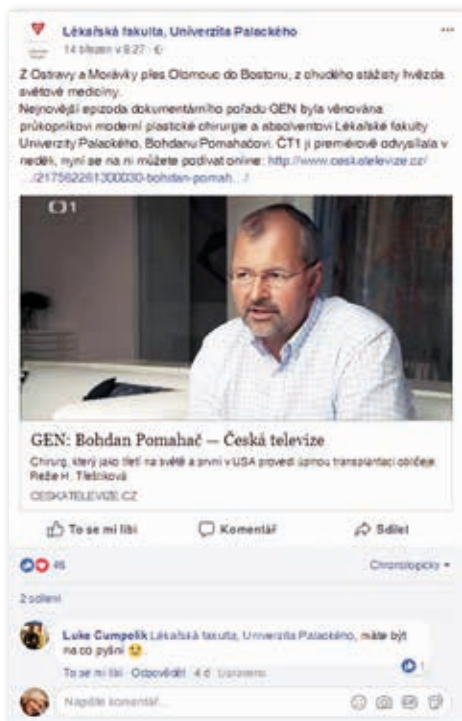 Lékařská fakulta, Univerzita Palackého
14 březen v 8:27 ·
Z Ostravy a Morávky přes Olomouc do Bostonu, z chudého stážisty hvězda
světové medicíny.
Nejnovější epizoda dokumentárního pořadu GEN byla věnována
průkopníkovi moderní plastické chirurgie a absolventovi Lékařské fakulty
Univerzity Palackého, Bohdanu Pomahačovi. ČT1 ji premiérově odvysílala v
neděli, nyní se na ni můžete podívat online: http://www.ceskatelevize.cz/
.../217562261300030-bohdan-pomah.../
1
GEN: Bohdan Pomahač — Česká televize
Chirurg, který jako třetí na světě a první v USA provedl úplnou transplantaci obličeje.
Režie H. Třeštíková
CESKATELEVIZE.CZ
To se mi líbí Komentář Sdílet
46 Chronologicky
2 sdílení
Luke Cumpelik Lékařská fakulta, Univerzita Palackého, máte být
na co pyšní
To se mi líbí · Odpovědět · 4 d · Upraveno
1
Napište komentář...